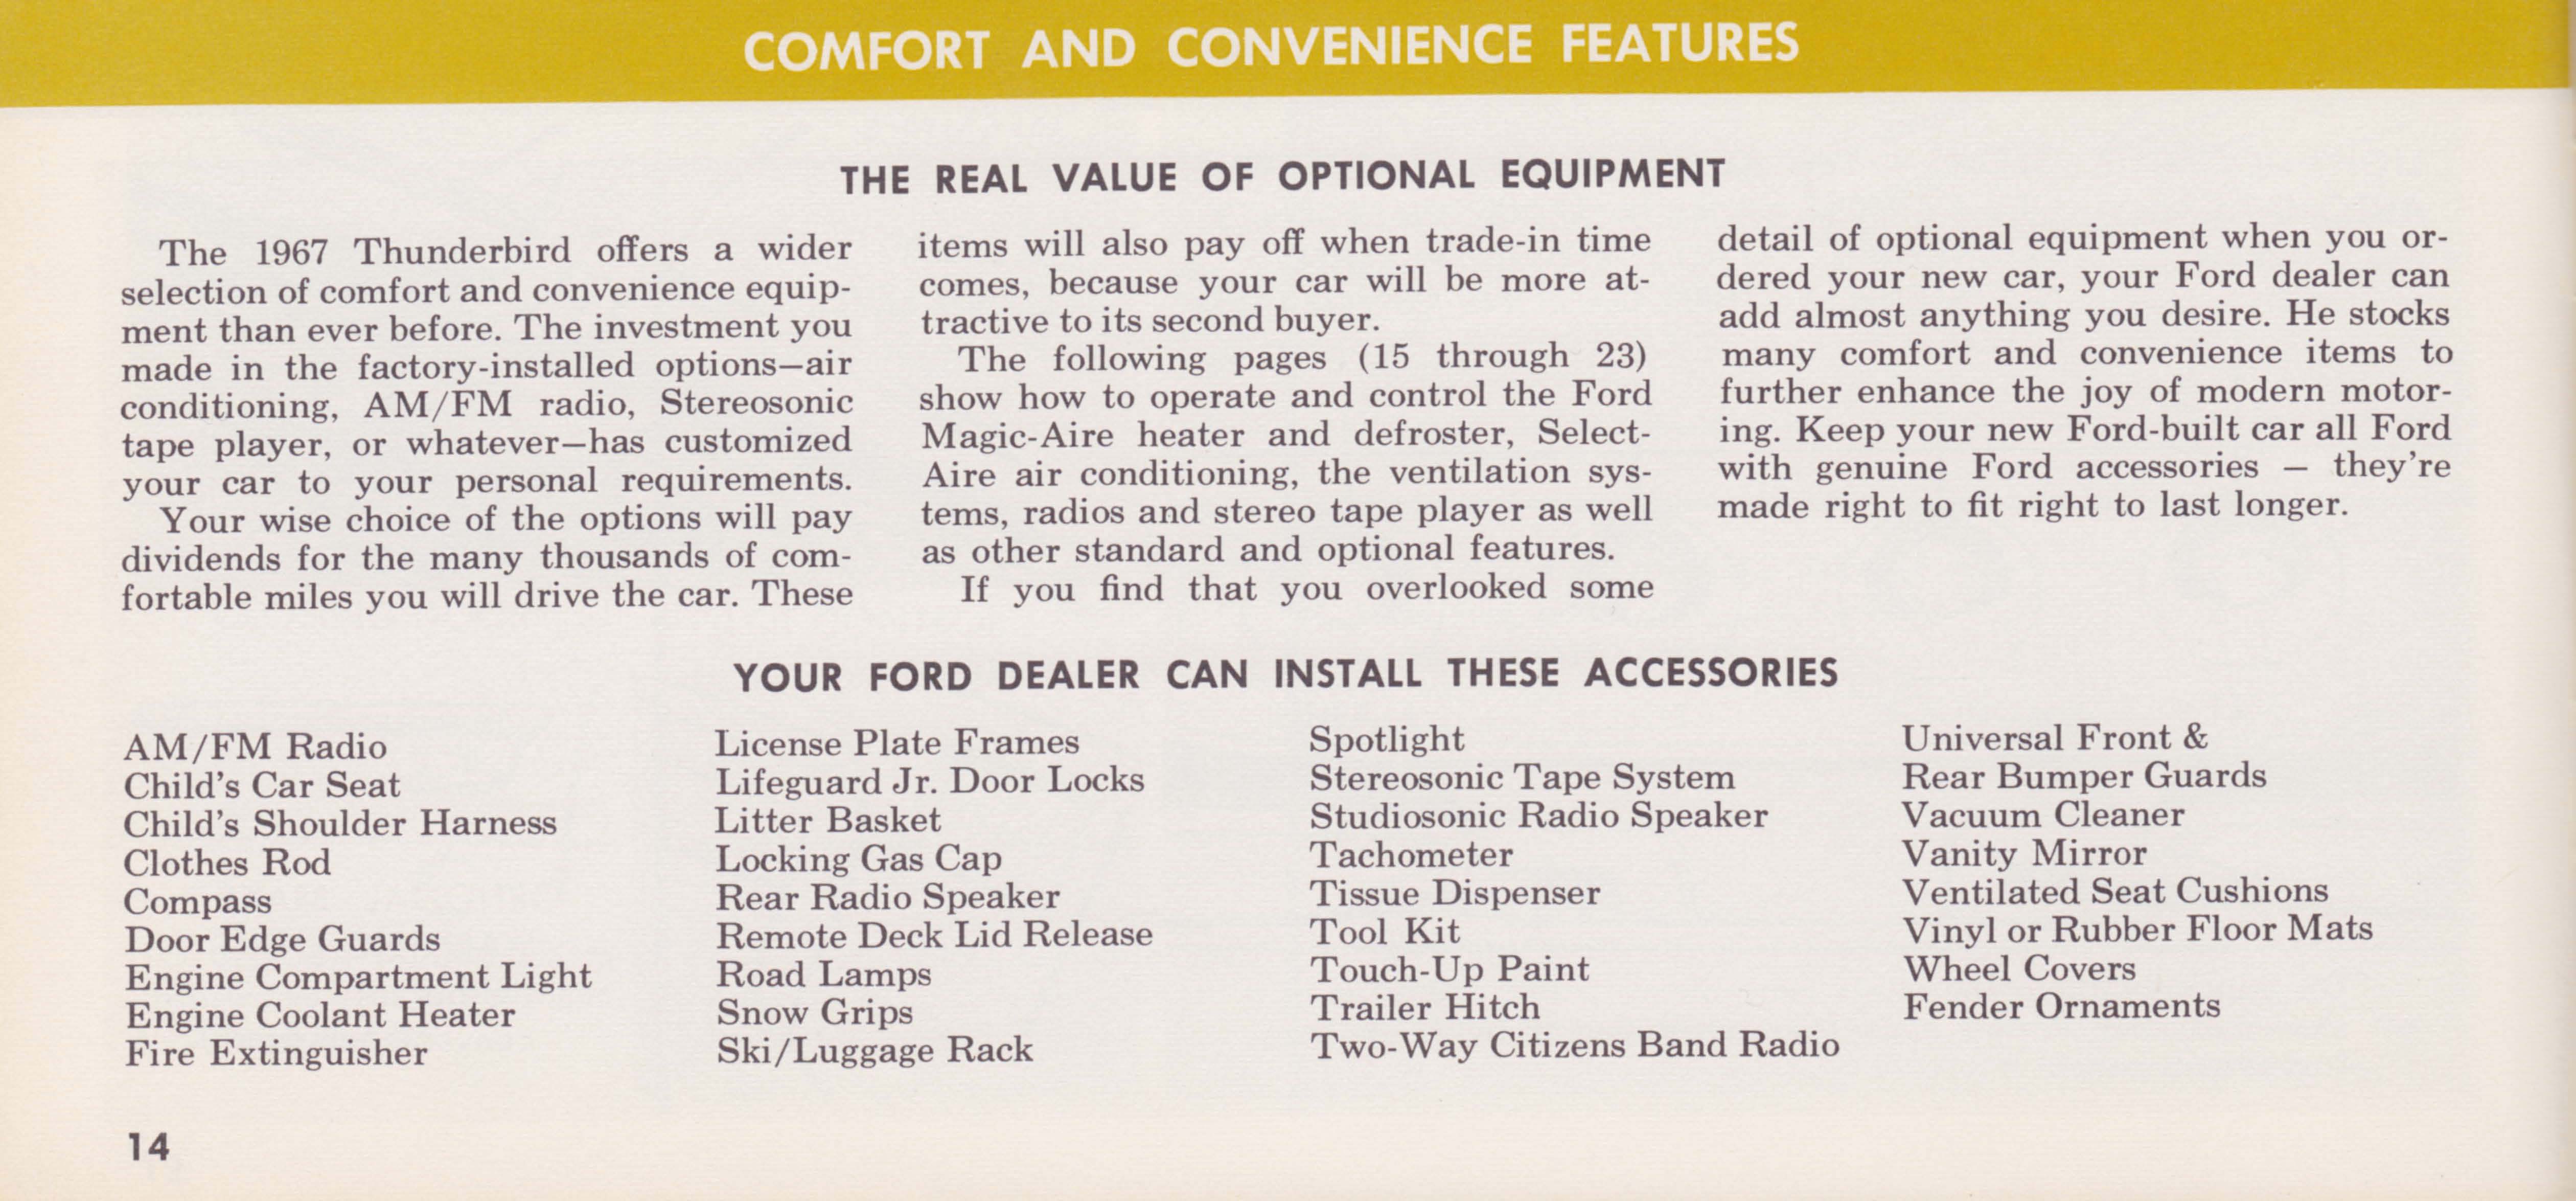 COMFORT AND CONVENIENCE FEATURES
THE REAL VALUE OF OPTIONAL EQUIPMENT
The 1967 Thunderbird offers a wider
selection of comfort and convenience equip-
ment than ever before. The investment you
made in the factory-installed options—air
conditioning, AM/FM radio, Stereosonic
tape player, or whatever—has customized
your car to your personal requirements.
Your wise choice of the options will pay
dividends for the many thousands of com-
fortable miles you will drive the car. These
items will also pay off when trade-in time
comes, because your car will be more at-
tractive to its second buyer.
The following pages (15 through 23)
show how to operate and control the Ford
Magic-Aire heater and defroster, Select-
Aire air conditioning, the ventilation sys-
tems, radios and stereo tape player as well
as other standard and optional features.
If you find that you overlooked some
detail of optional equipment when you or-
dered your new car, your Ford dealer can
add almost anything you desire. He stocks
many comfort and convenience items to
further enhance the joy of modern motor-
ing. Keep your new Ford-built car all Ford
with genuine Ford accessories — they're
made right to fit right to last longer.
YOUR FORD DEALER CAN INSTALL THESE ACCESSORIES
AM/FM Radio
Child's Car Seat
Child's Shoulder Harness
Clothes Rod
Compass
Door Edge Guards
Engine Compartment Light
Engine Coolant Heater
Fire Extinguisher
License Plate Frames
Lifeguard Jr. Door Locks
Litter Basket
Locking Gas Cap
Rear Radio Speaker
Remote Deck Lid Release
Road Lamps
Snow Grips
Ski/Luggage Rack
Spotlight
Stereosonic Tape System
Studiosonic Radio Speaker
Tachometer
Tissue Dispenser
Tool Kit
Touch-Up Paint
Trailer Hitch
Two-Way Citizens Band Radio
Universal Front &
Rear Bumper Guards
Vacuum Cleaner
Vanity Mirror
Ventilated Seat Cushions
Vinyl or Rubber Floor Mats
Wheel Covers
Fender Ornaments
14